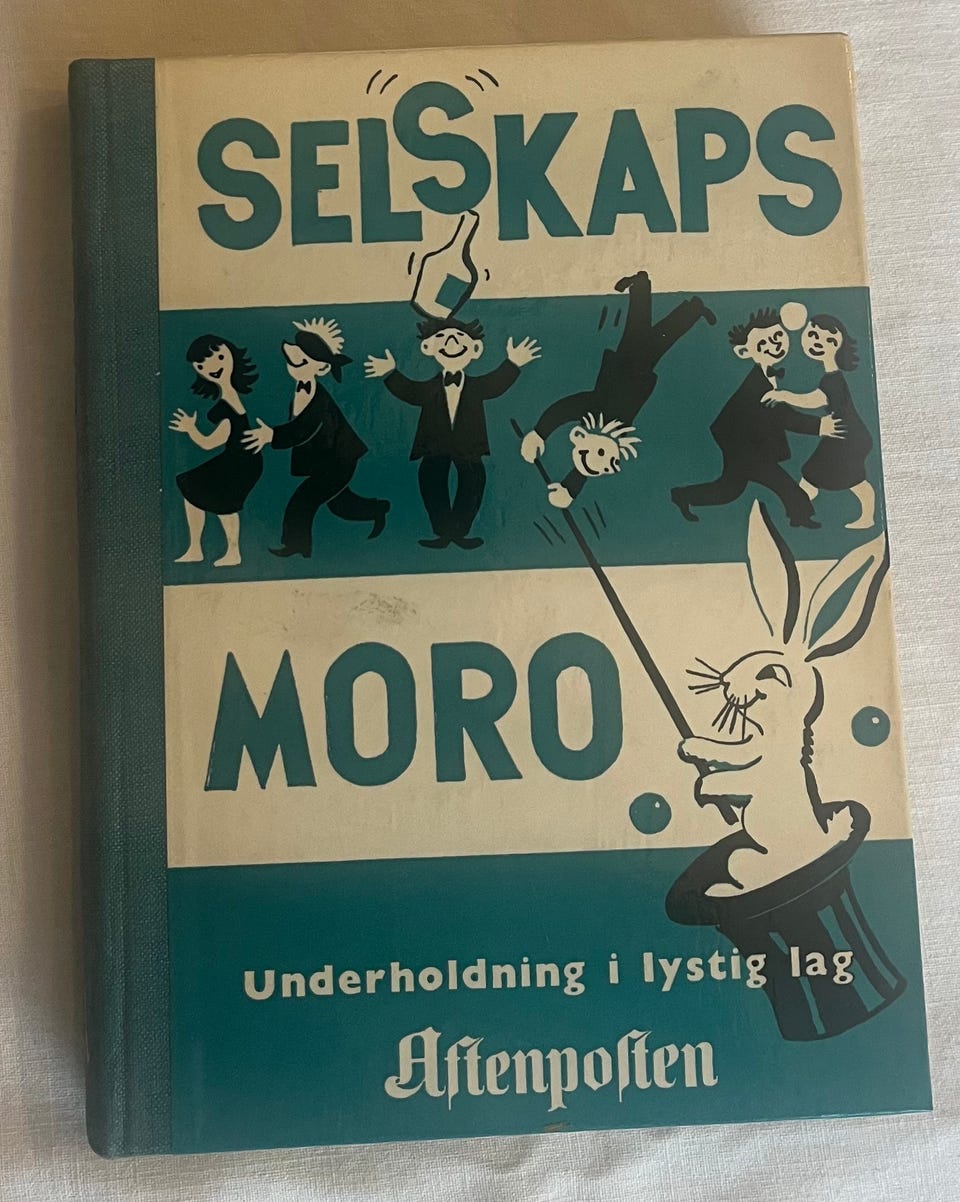 SELSKAPS
MORO
Underholdning i lystig lag
Aftenposten